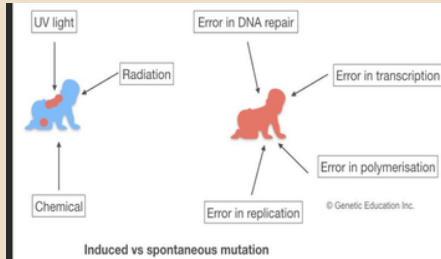 UV light
Radiation
Chemical
Error in DNA repair
Error in transcription
Error in polymerisation
Error in replication
© Genetic Education Inc.
Induced vs spontaneous mutation